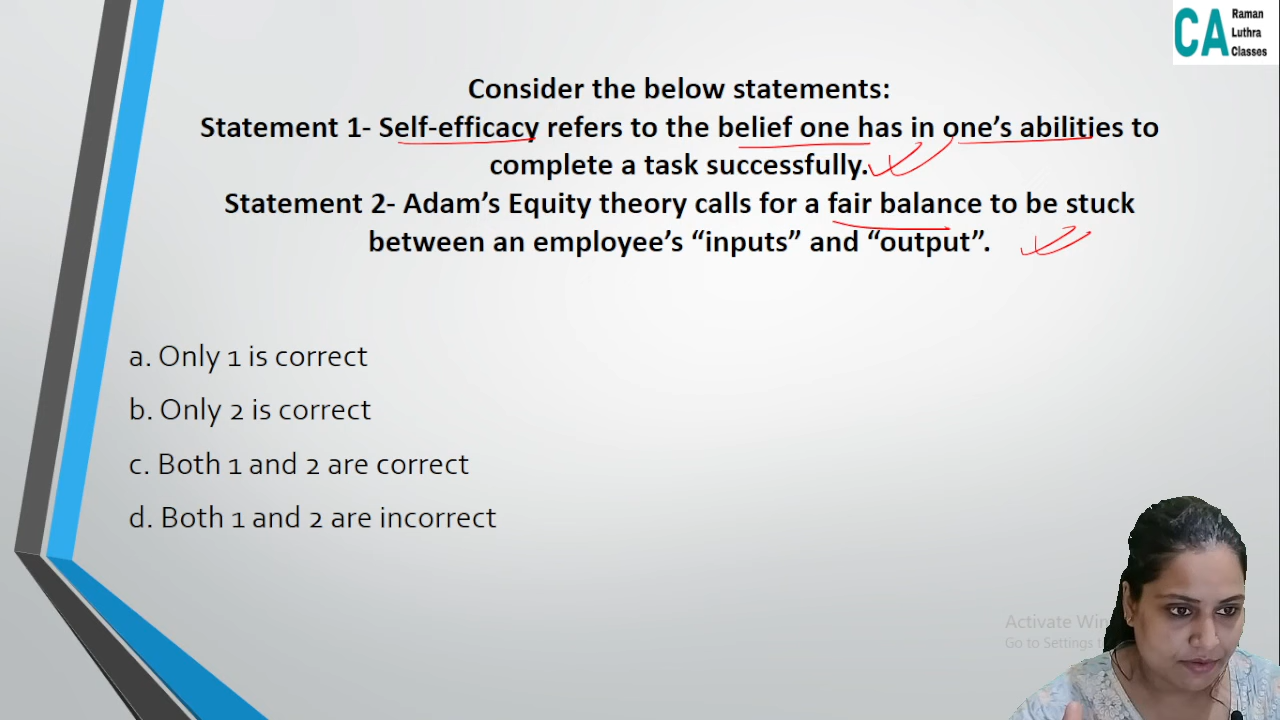 CA Raman
Luthra
Classes
Consider the below statements:
Statement 1- Self-efficacy refers to the belief one has in one's abilities to
complete a task successfully.
Statement 2- Adam's Equity theory calls for a fair balance to be stuck
between an employee's “inputs” and “output”.
a. Only 1 is correct
b. Only 2 is correct
c. Both 1 and 2 are correct
d. Both 1 and 2 are incorrect
Activate Win
Go to Settings t